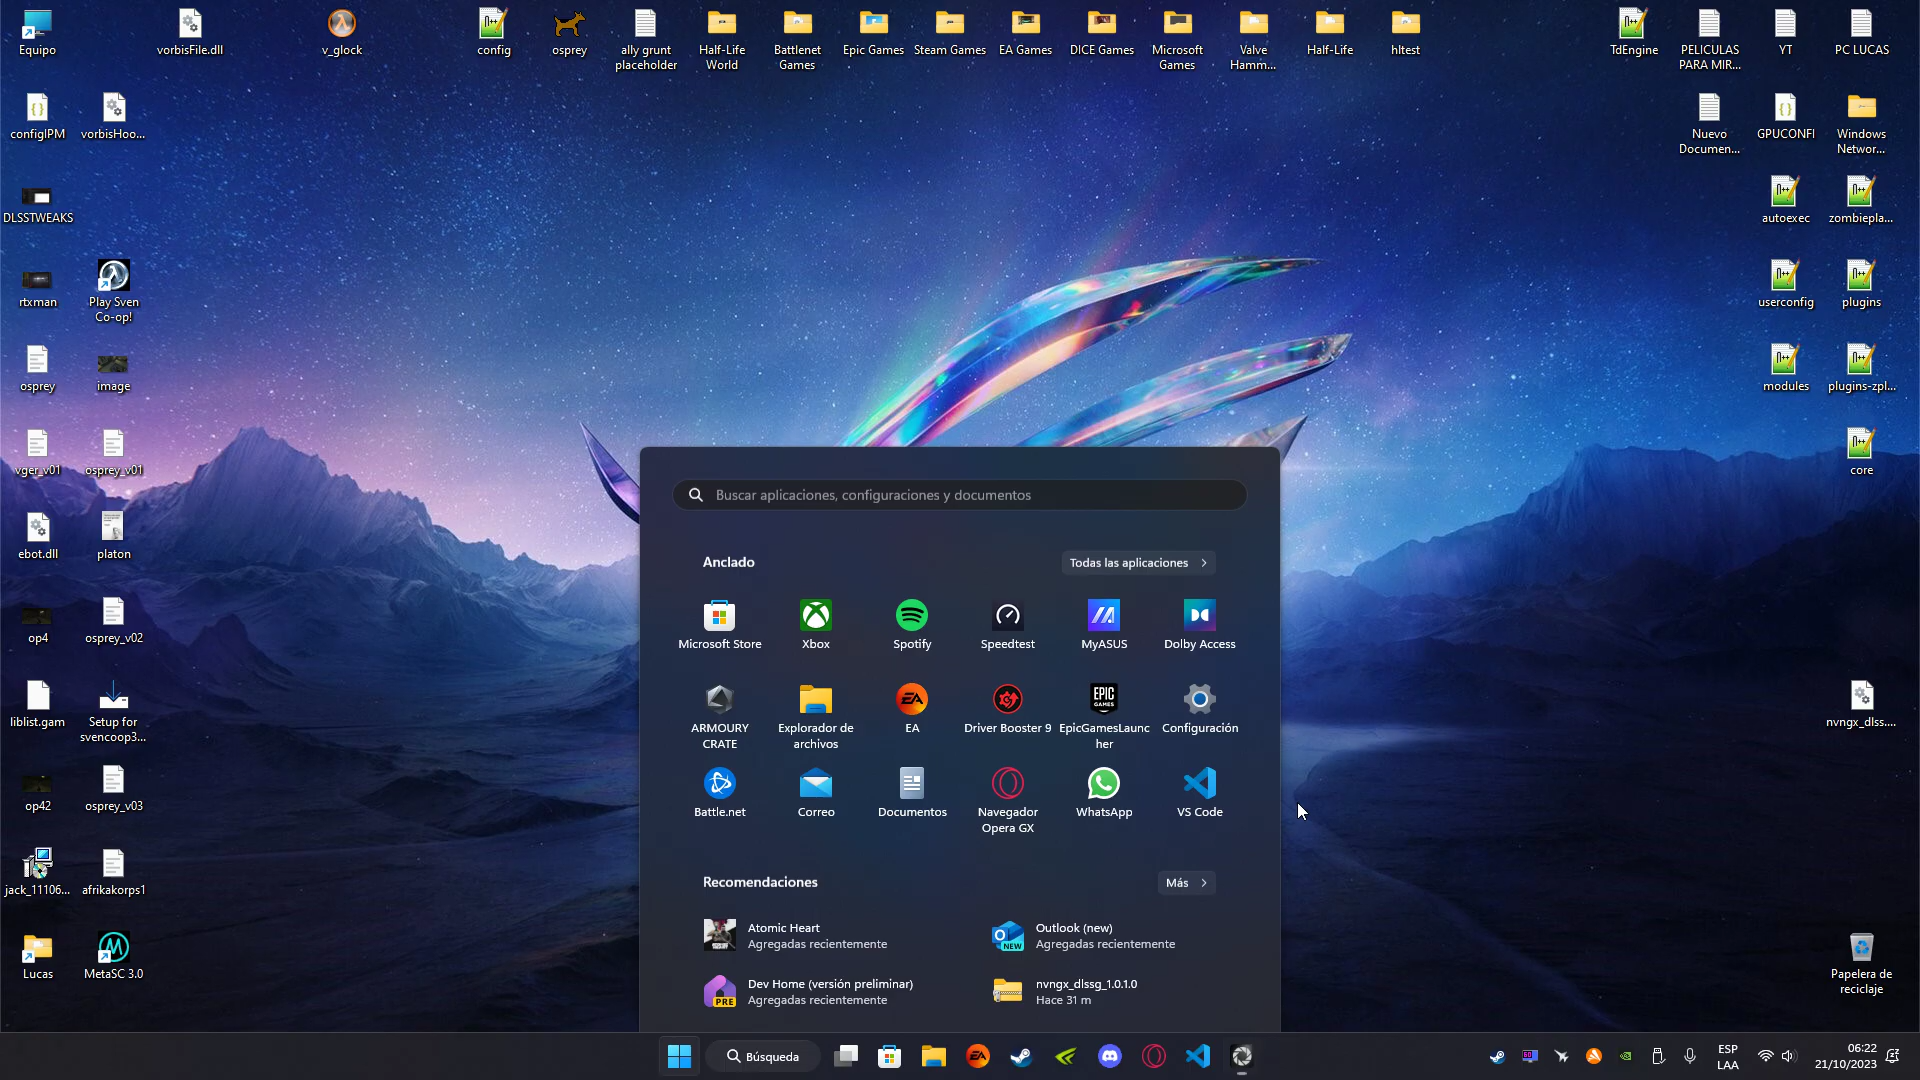 Equipo
vorbisFile.dll
v_glock
config
osprey
ally grunt
placeholder
Half-Life
World
Battlenet
Games
Epic Games
Steam Games
EA Games
DICE Games
Microsoft
Games
Valve
Hamm...
Half-Life
hltest
TdEngine
PELICULAS
PARA MIR...
YT
PC LUCAS
configIPM
vorbisHoo...
Nuevo
Documen...
GPUCONFI
Windows
Networ...
DLSSTWEAKS
autoexec
zombiepla...
rtxman
Play Sven
Co-op!
userconfig
plugins
osprey
image
modules
plugins-zpl...
vger_v01
osprey_v01
core
Buscar aplicaciones, configuraciones y documentos
ebot.dll
platon
Anclado
Todas las aplicaciones
op4
osprey_v02
Microsoft Store
Xbox
Spotify
Speedtest
MyASUS
Dolby Access
liblist.gam
Setup for
svencoop3...
ARMOURY
CRATE
Explorador de
archivos
EA
Driver Booster 9
EPIC
GAMES
EpicGamesLaunc
her
Configuración
nvngx_dlss....
op42
osprey_v03
Battle.net
Correo
Documentos
Navegador
Opera GX
WhatsApp
VS Code
jack_11106...
afrikakorps1
Recomendaciones
Más
Lucas
MetaSC 3.0
Atomic Heart
Agregadas recientemente
NEW
Outlook (new)
Agregadas recientemente
PRE
Dev Home (versión preliminar)
Agregadas recientemente
nvngx_dlssg_1.0.1.0
Hace 31 m
Papelera de
reciclaje
Búsqueda
ESP
LAA
06:22
21/10/2023